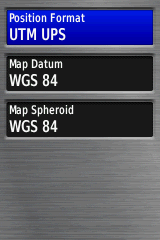 Position Format
UTM UPS
Map Datum
WGS 84
Map Spheroid
WGS 84